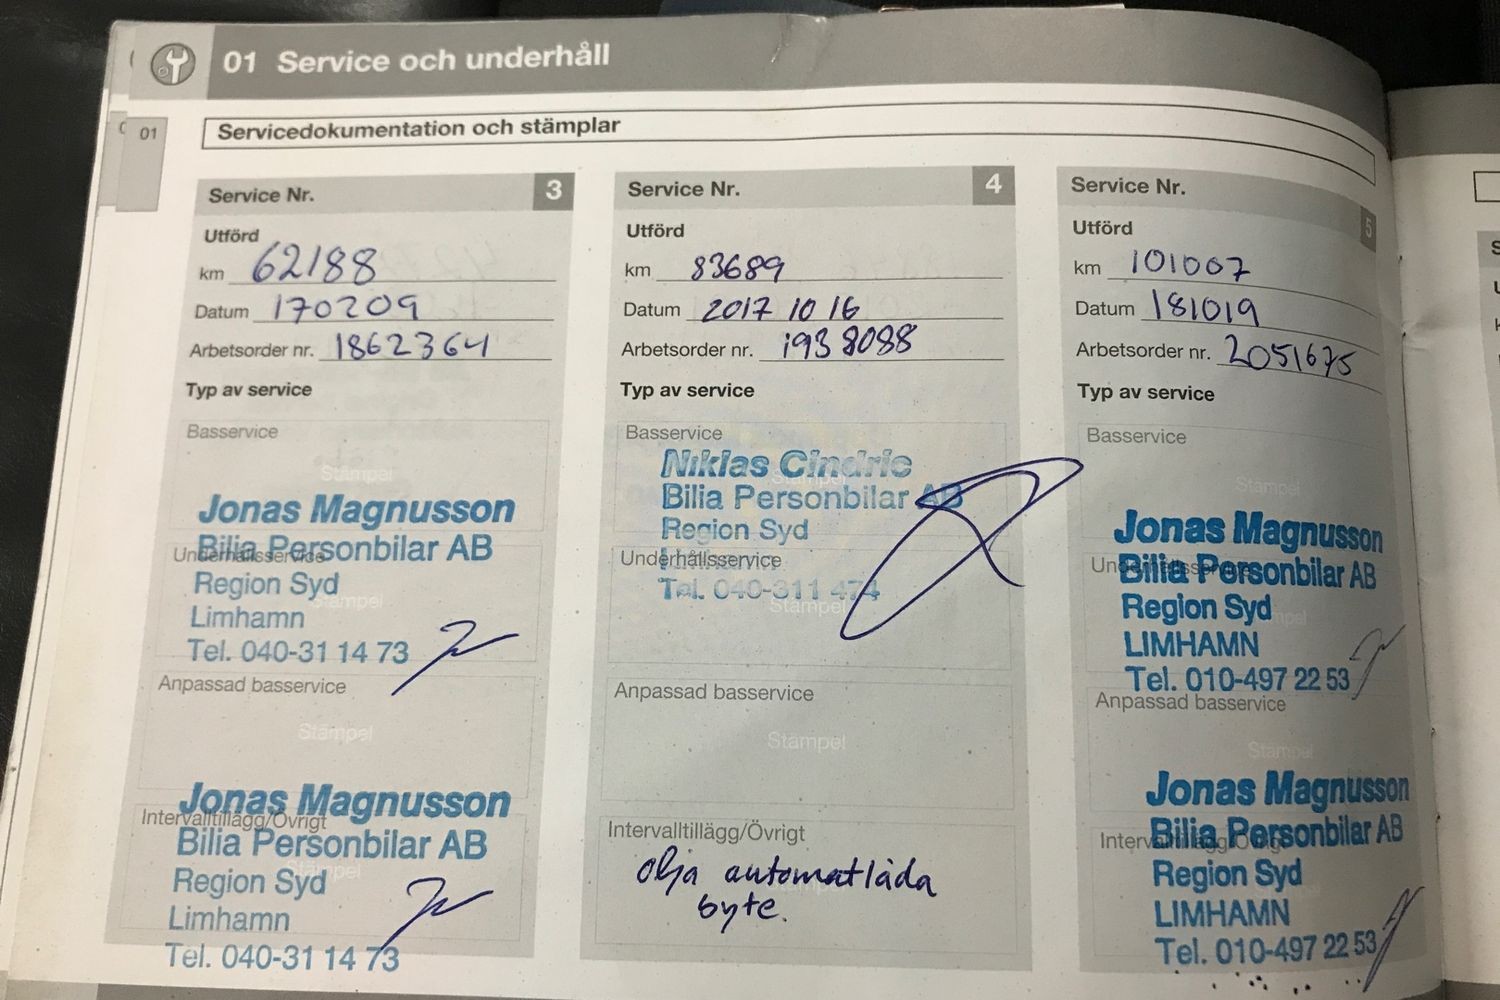 01 Service och underhåll
01
Servicedokumentation och stämplar
Service Nr. 3
Utförd
km 62188
Datum 170209
Arbetsorder nr. 1862364
Typ av service
Basservice
Stämpel
Jonas Magnusson
Underhållsservice
Bilia Personbilar AB
Region Syd
Stämpel
Limhamn
Tel. 040-31 14 73
Anpassad basservice
Stämpel
Jonas Magnusson
Intervalltillägg/Övrigt
Bilia Personbilar AB
Region Syd
Stämpel
Limhamn
Tel. 040-31 14 73
Service Nr. 4
Utförd
km 83689
Datum 2017 10 16
Arbetsorder nr. 1938088
Typ av service
Basservice
Niklas Cindric
Stämpel
Bilia Personbilar AB
Region Syd
Underhållsservice
Tel. 040-311 474
Stämpel
Anpassad basservice
Stämpel
Intervalltillägg/Övrigt
olja automatlåda
byte.
Service Nr. 5
Utförd
km 101007
Datum 181019
Arbetsorder nr. 2051675
Typ av service
Basservice
Stämpel
Jonas Magnusson
Bilia Personbilar AB
Region Syd
LIMHAMN
Tel. 010-497 22 53
Anpassad basservice
Stämpel
Jonas Magnusson
Bilia Personbilar AB
Region Syd
LIMHAMN
Tel. 010-497 22 53